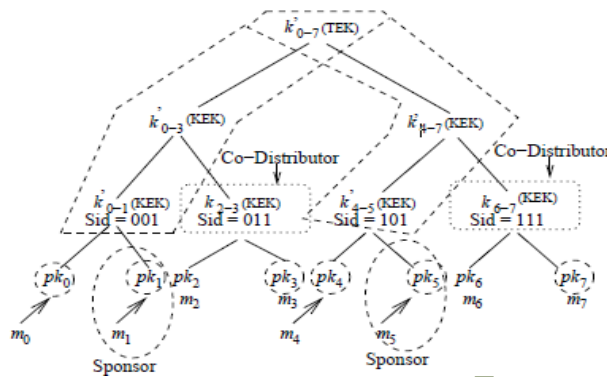 k'0−7(TEK)
k'0−3(KEK)
k'4−7(KEK)
Co−Distributor
Co−Distributor
k'0−1(KEK)
Sid = 001
k2−3(KEK)
Sid = 011
k'4−5(KEK)
Sid = 101
k6−7(KEK)
Sid = 111
pk0
pk1
pk2
pk3
pk4
pk5
pk6
pk7
m0
m1
m2
m3
m4
m5
m6
m7
Sponsor
Sponsor